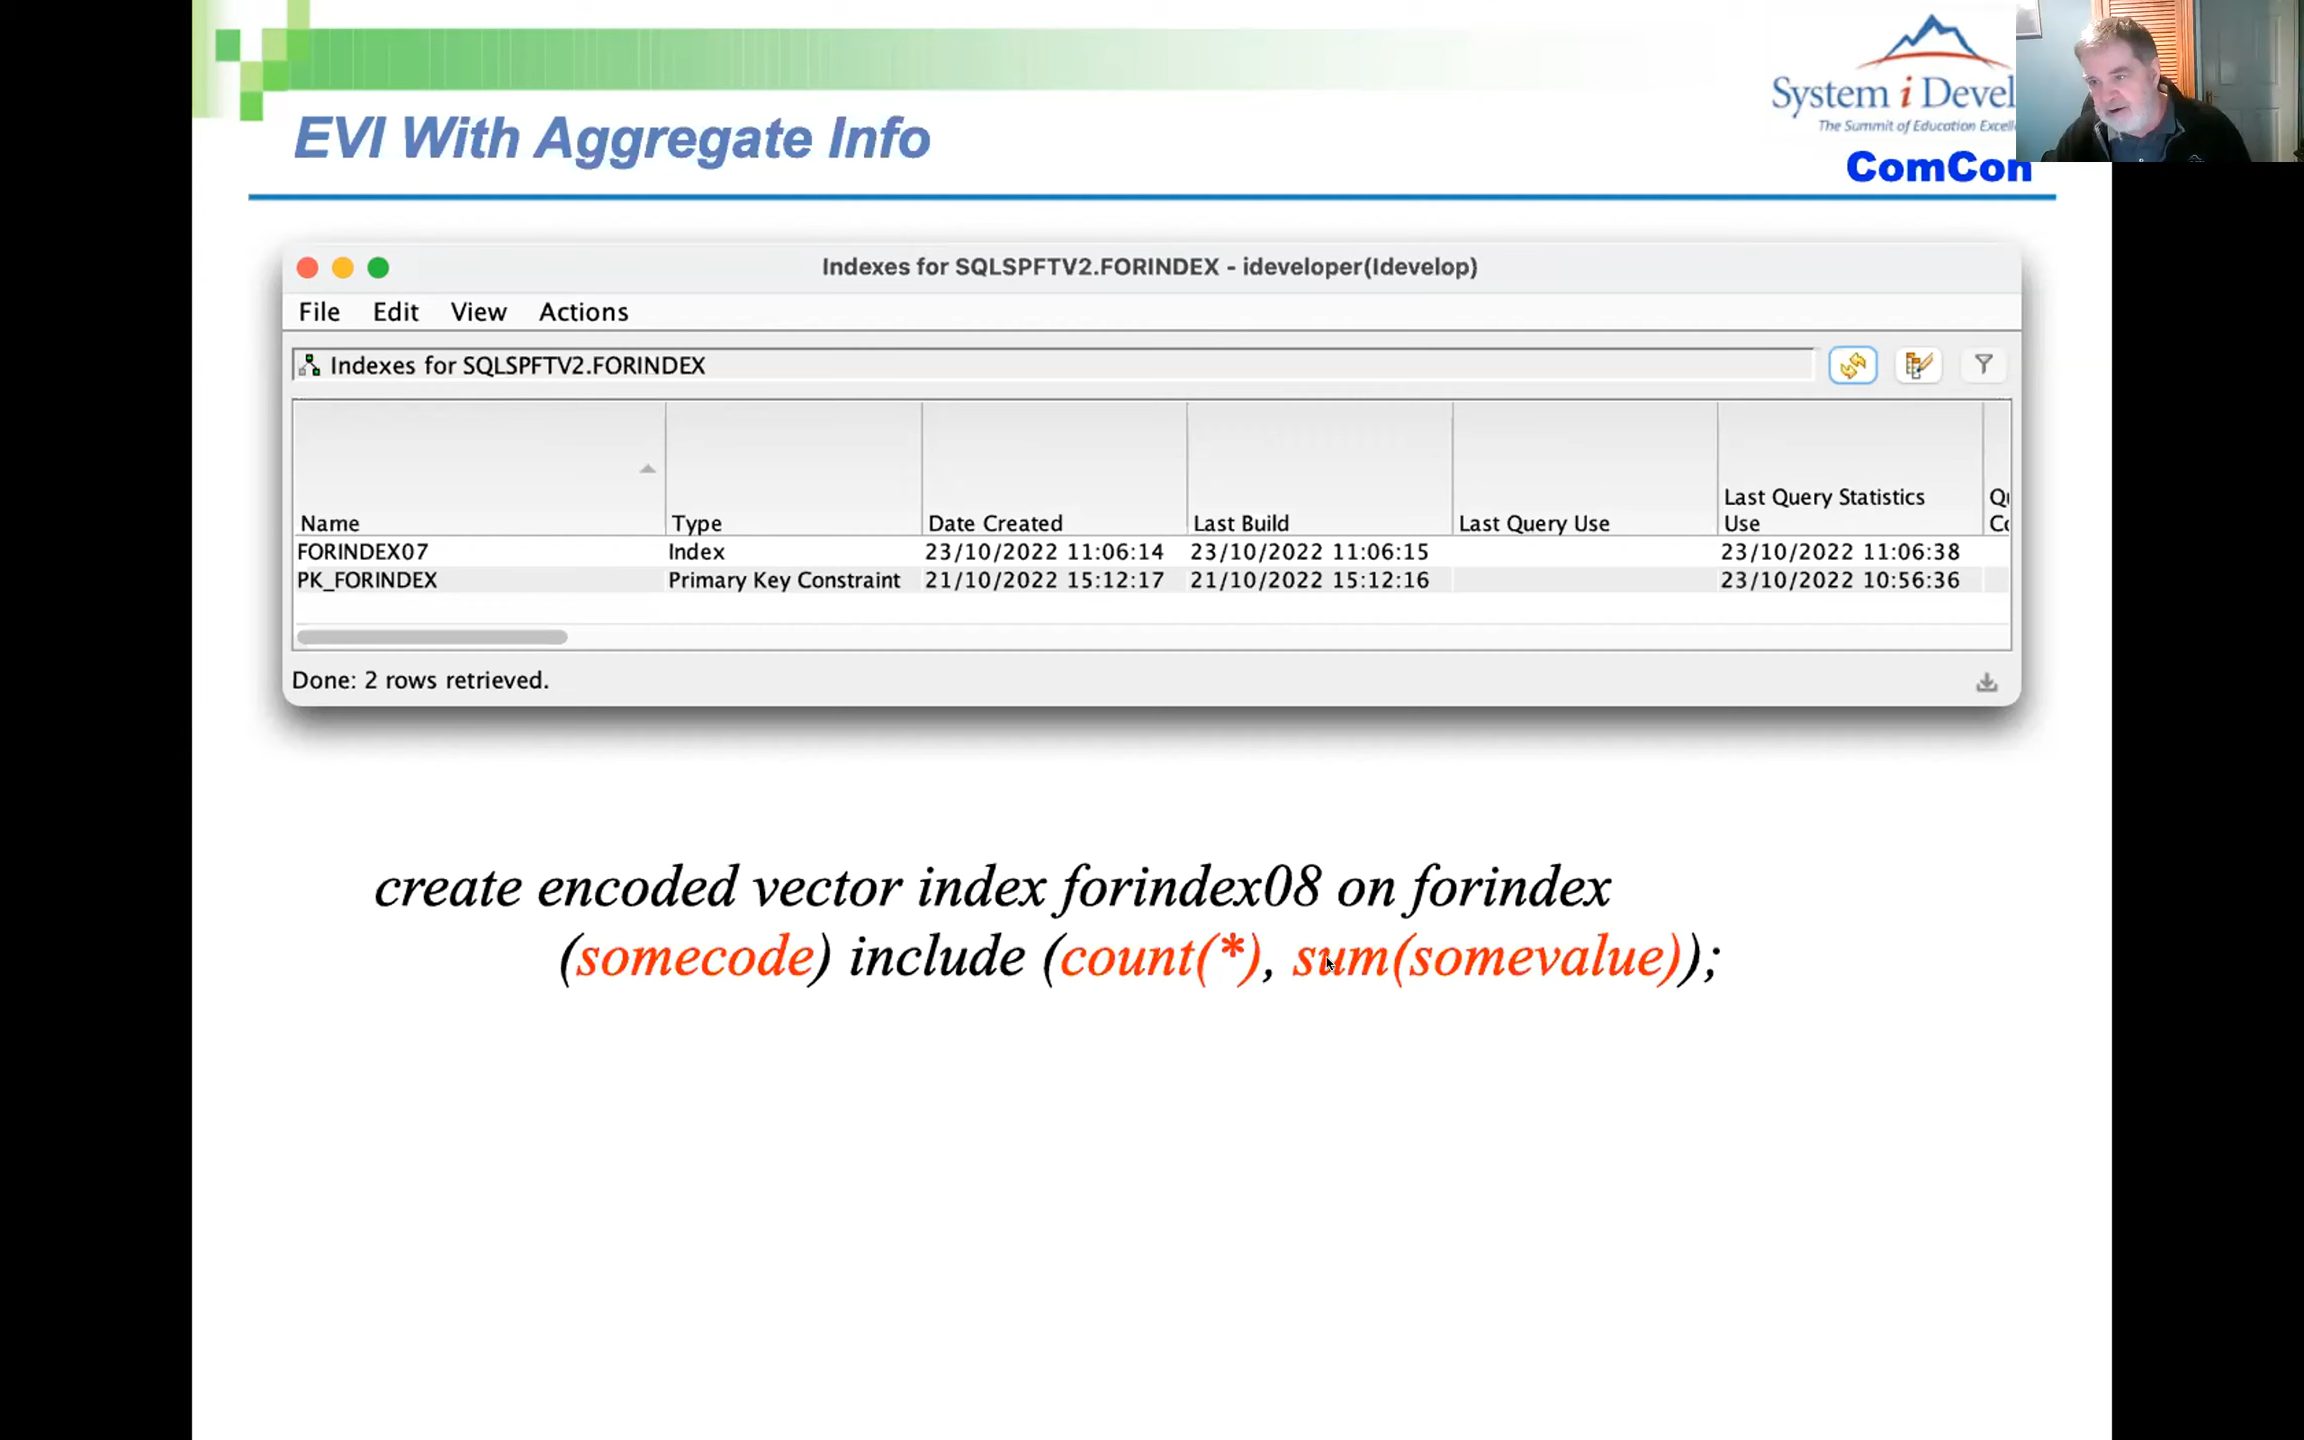 System i Devel
The Summit of Education Excell
EVI With Aggregate Info
ComCon
Indexes for SQLSPFTV2.FORINDEX - ideveloper(Idevelop)
File Edit View Actions
Indexes for SQLSPFTV2.FORINDEX
Name Type Date Created Last Build Last Query Use Last Query Statistics Use
FORINDEX07 Index 23/10/2022 11:06:14 23/10/2022 11:06:15 23/10/2022 11:06:38
PK_FORINDEX Primary Key Constraint 21/10/2022 15:12:17 21/10/2022 15:12:16 23/10/2022 10:56:36
Done: 2 rows retrieved.
create encoded vector index forindex08 on forindex
(somecode) include (count(*), sum(somevalue));